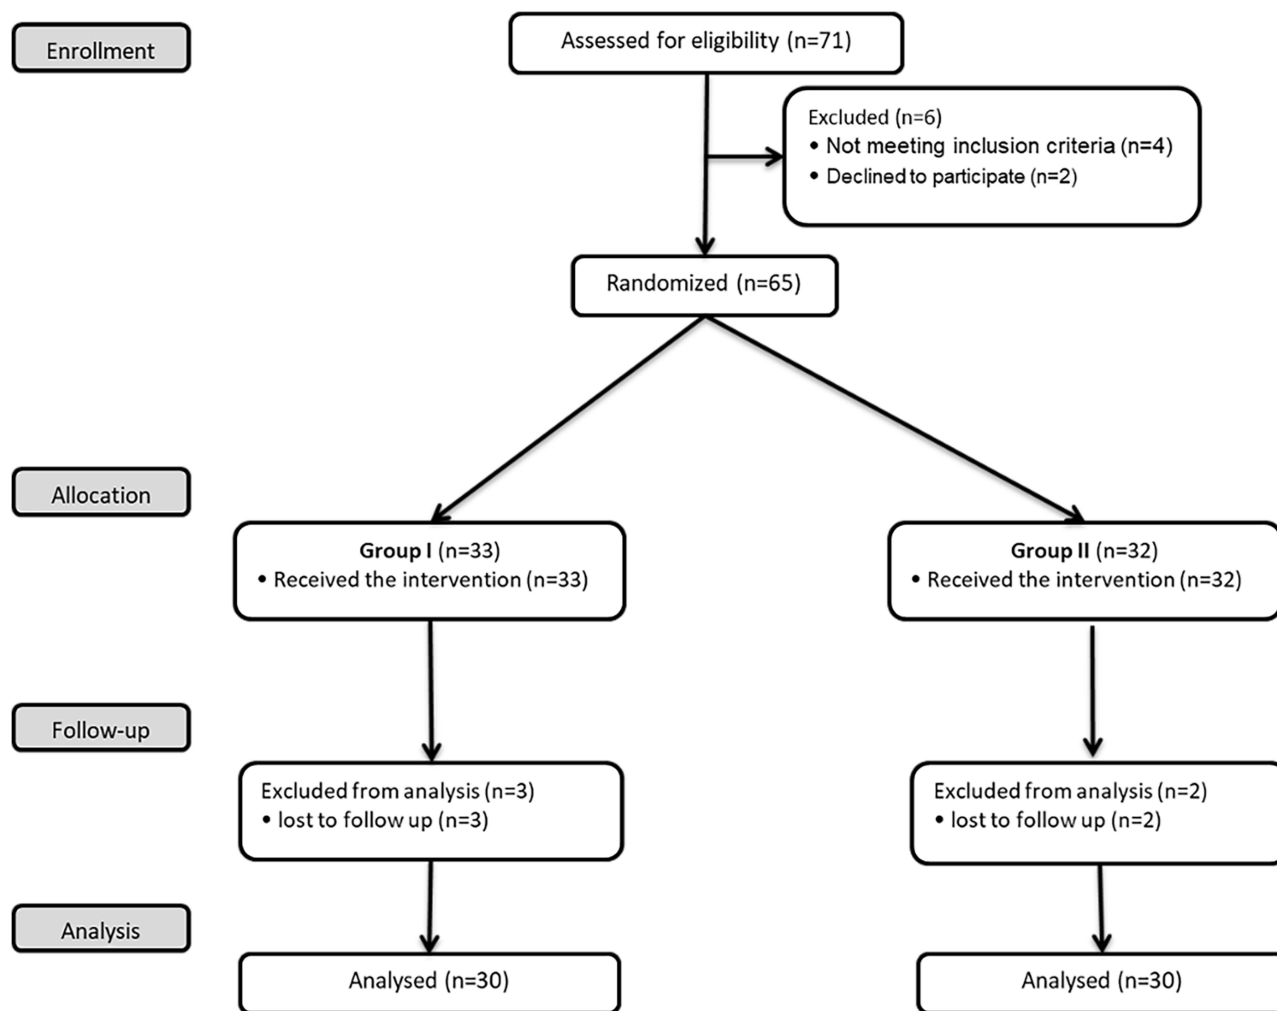 Enrollment
Assessed for eligibility (n=71)
Excluded (n=6)
• Not meeting inclusion criteria (n=4)
• Declined to participate (n=2)
Randomized (n=65)
Allocation
Group I (n=33)
• Received the intervention (n=33)
Group II (n=32)
• Received the intervention (n=32)
Follow-up
Excluded from analysis (n=3)
• lost to follow up (n=3)
Excluded from analysis (n=2)
• lost to follow up (n=2)
Analysis
Analysed (n=30)
Analysed (n=30)